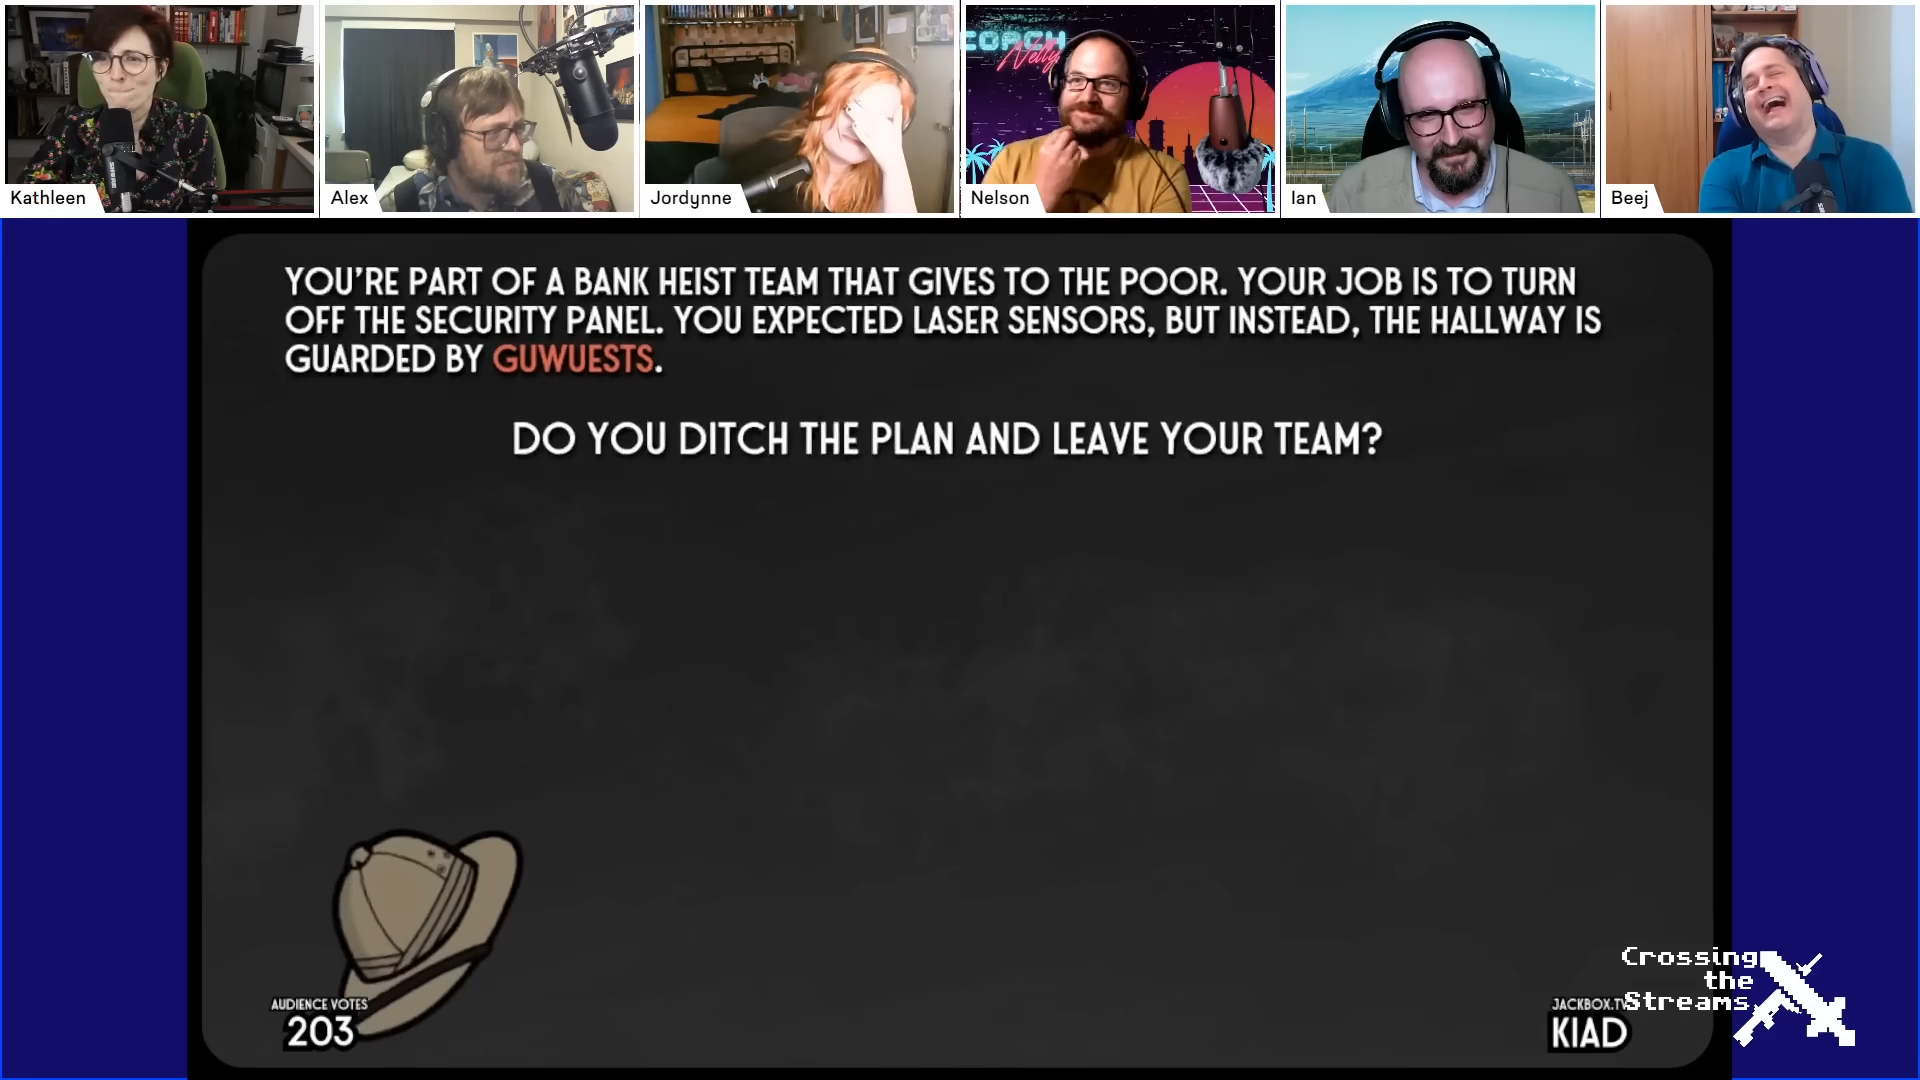 CORCH
Nelly
Kathleen
Alex
Jordynne
Nelson
Ian
Beej
YOU'RE PART OF A BANK HEIST TEAM THAT GIVES TO THE POOR. YOUR JOB IS TO TURN
OFF THE SECURITY PANEL. YOU EXPECTED LASER SENSORS, BUT INSTEAD, THE HALLWAY IS
GUARDED BY GUWUESTS.
DO YOU DITCH THE PLAN AND LEAVE YOUR TEAM?
AUDIENCE VOTES
203
JACKBOX.TV
KIAD
Crossing
the
Streams